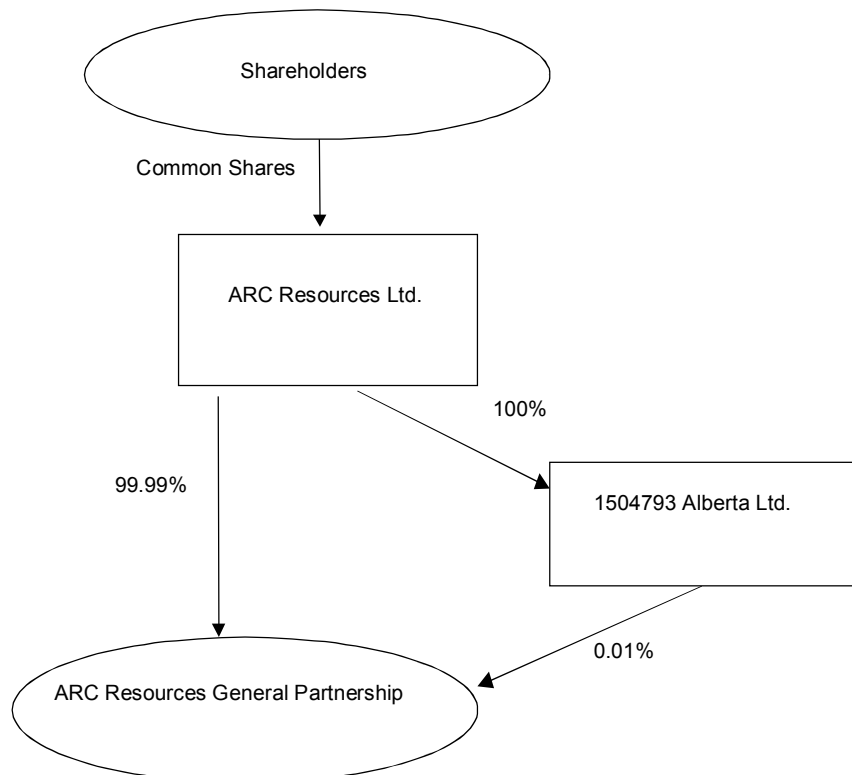 Shareholders
Common Shares
ARC Resources Ltd.
100%
99.99%
1504793 Alberta Ltd.
0.01%
ARC Resources General Partnership